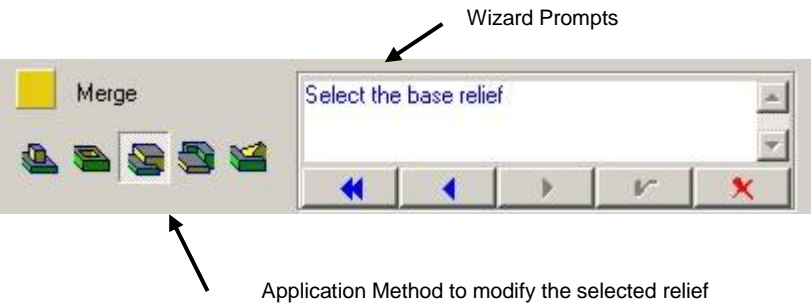 Wizard Prompts
Merge
Select the base relief
Application Method to modify the selected relief